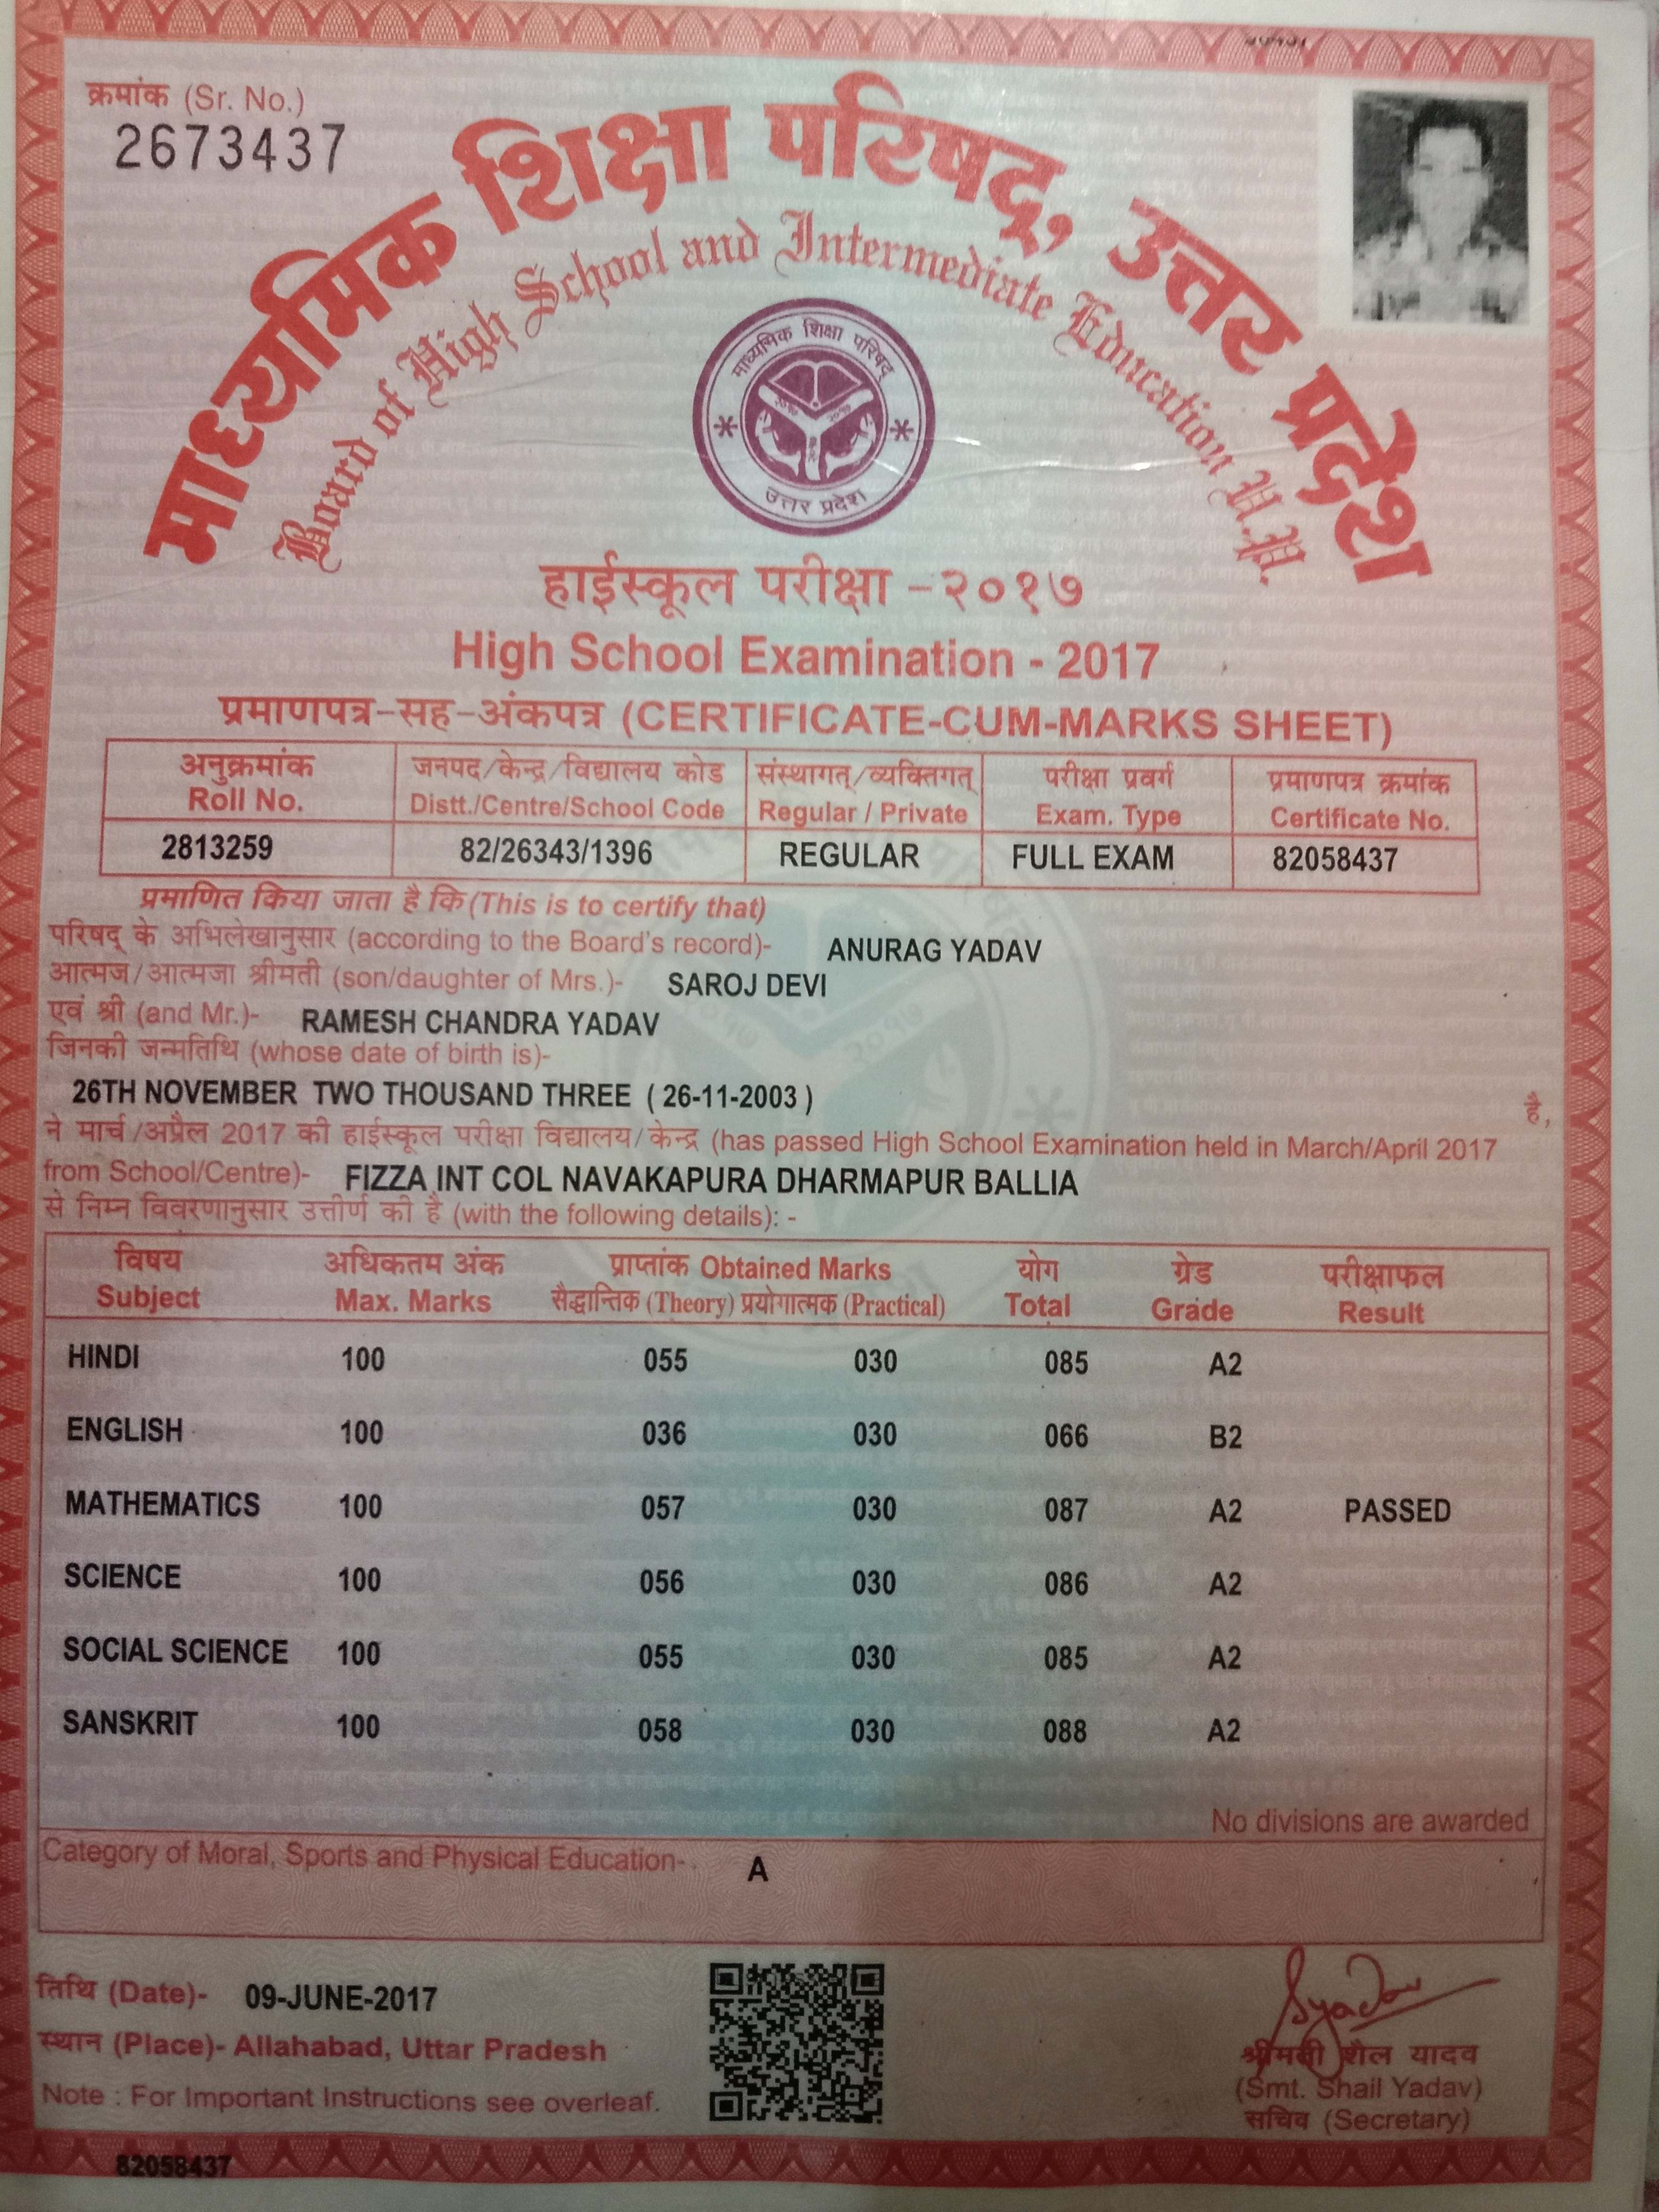 क्रमांक (Sr. No.)
2673437
माध्यमिक शिक्षा परिषद्, उत्तर प्रदेश
Board of High School and Intermediate Education U.P.
माध्यमिक शिक्षा परिषद्
उत्तर प्रदेश
हाईस्कूल परीक्षा -२०१७
High School Examination - 2017
प्रमाणपत्र-सह-अंकपत्र (CERTIFICATE-CUM-MARKS SHEET)
अनुक्रमांक जनपद/केन्द्र/विद्यालय कोड संस्थागत्/व्यक्तिगत् परीक्षा प्रवर्ग प्रमाणपत्र क्रमांक
Roll No. Distt./Centre/School Code Regular / Private Exam. Type Certificate No.
2813259 82/26343/1396 REGULAR FULL EXAM 82058437
प्रमाणित किया जाता है कि (This is to certify that)
परिषद् के अभिलेखानुसार (according to the Board's record)- ANURAG YADAV
आत्मज/आत्मजा श्रीमती (son/daughter of Mrs.)- SAROJ DEVI
एवं श्री (and Mr.)- RAMESH CHANDRA YADAV
जिनकी जन्मतिथि (whose date of birth is)-
26TH NOVEMBER TWO THOUSAND THREE ( 26-11-2003 ) है,
ने मार्च/अप्रैल 2017 की हाईस्कूल परीक्षा विद्यालय/केन्द्र (has passed High School Examination held in March/April 2017
from School/Centre)- FIZZA INT COL NAVAKAPURA DHARMAPUR BALLIA
से निम्न विवरणानुसार उत्तीर्ण की है (with the following details): -
विषय अधिकतम अंक प्राप्तांक Obtained Marks योग ग्रेड परीक्षाफल
Subject Max. Marks सैद्धान्तिक (Theory) प्रयोगात्मक (Practical) Total Grade Result
HINDI 100 055 030 085 A2
ENGLISH 100 036 030 066 B2
MATHEMATICS 100 057 030 087 A2 PASSED
SCIENCE 100 056 030 086 A2
SOCIAL SCIENCE 100 055 030 085 A2
SANSKRIT 100 058 030 088 A2
No divisions are awarded
Category of Moral, Sports and Physical Education- A
तिथि (Date)- 09-JUNE-2017
स्थान (Place)- Allahabad, Uttar Pradesh
Note : For Important Instructions see overleaf.
Syadav
श्रीमती शैल यादव
(Smt. Shail Yadav)
सचिव (Secretary)
82058437